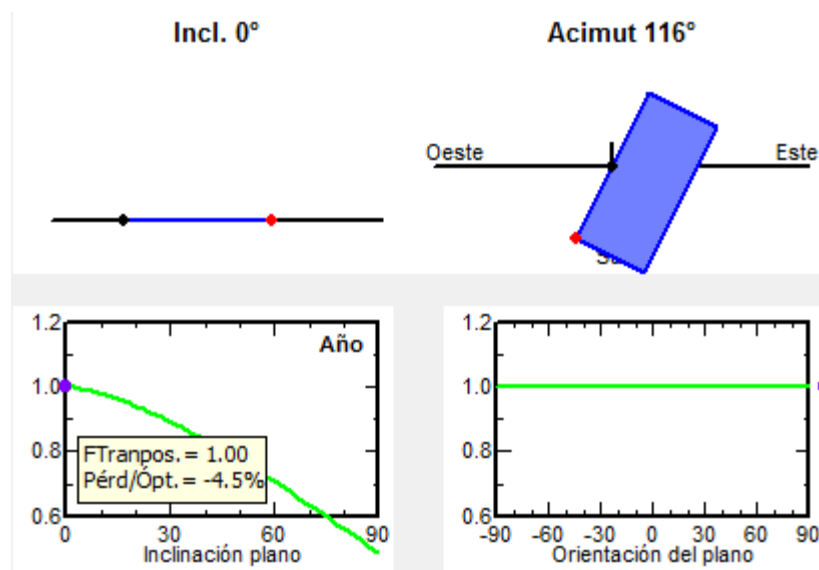 Incl. 0°
Acimut 116°
Oeste
Este
1.2
1.0
0.8
0.6
Año
FTranpos.= 1.00
Pérd/Ópt.= -4.5%
0
30
60
90
Inclinación plano
1.2
1.0
0.8
0.6
-90
-60
-30
0
30
60
90
Orientación del plano